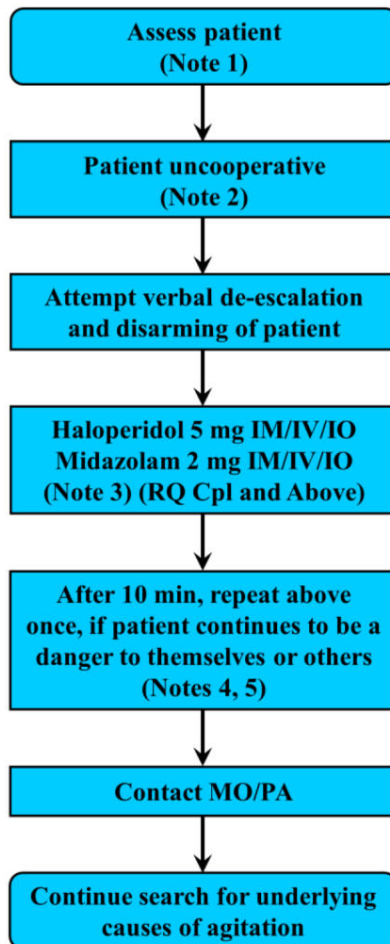 Assess patient
(Note 1)
Patient uncooperative
(Note 2)
Attempt verbal de-escalation
and disarming of patient
Haloperidol 5 mg IM/IV/IO
Midazolam 2 mg IM/IV/IO
(Note 3) (RQ Cpl and Above)
After 10 min, repeat above
once, if patient continues to be a
danger to themselves or others
(Notes 4, 5)
Contact MO/PA
Continue search for underlying
causes of agitation